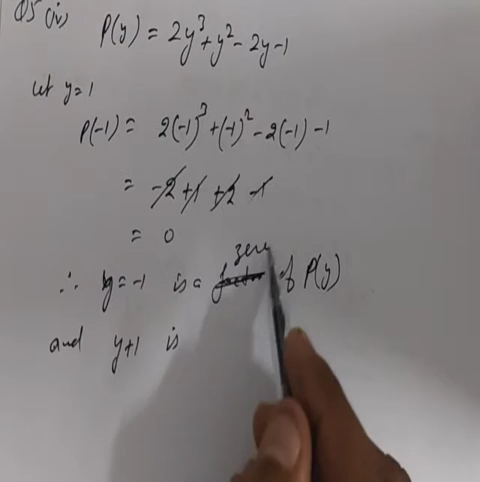 Q5 (iv) P(y) = 2y³ + y² - 2y - 1
let y = 1
P(-1) = 2(-1)³ + (-1)² - 2(-1) - 1
= -2 + 1 + 2 - 1
= 0
∴ y = -1 is a zero of P(y)
and y+1 is